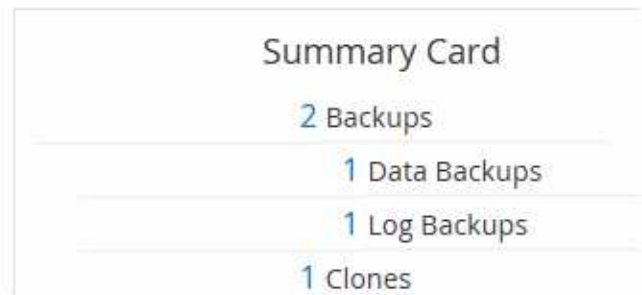 Summary Card
2 Backups
1 Data Backups
1 Log Backups
1 Clones